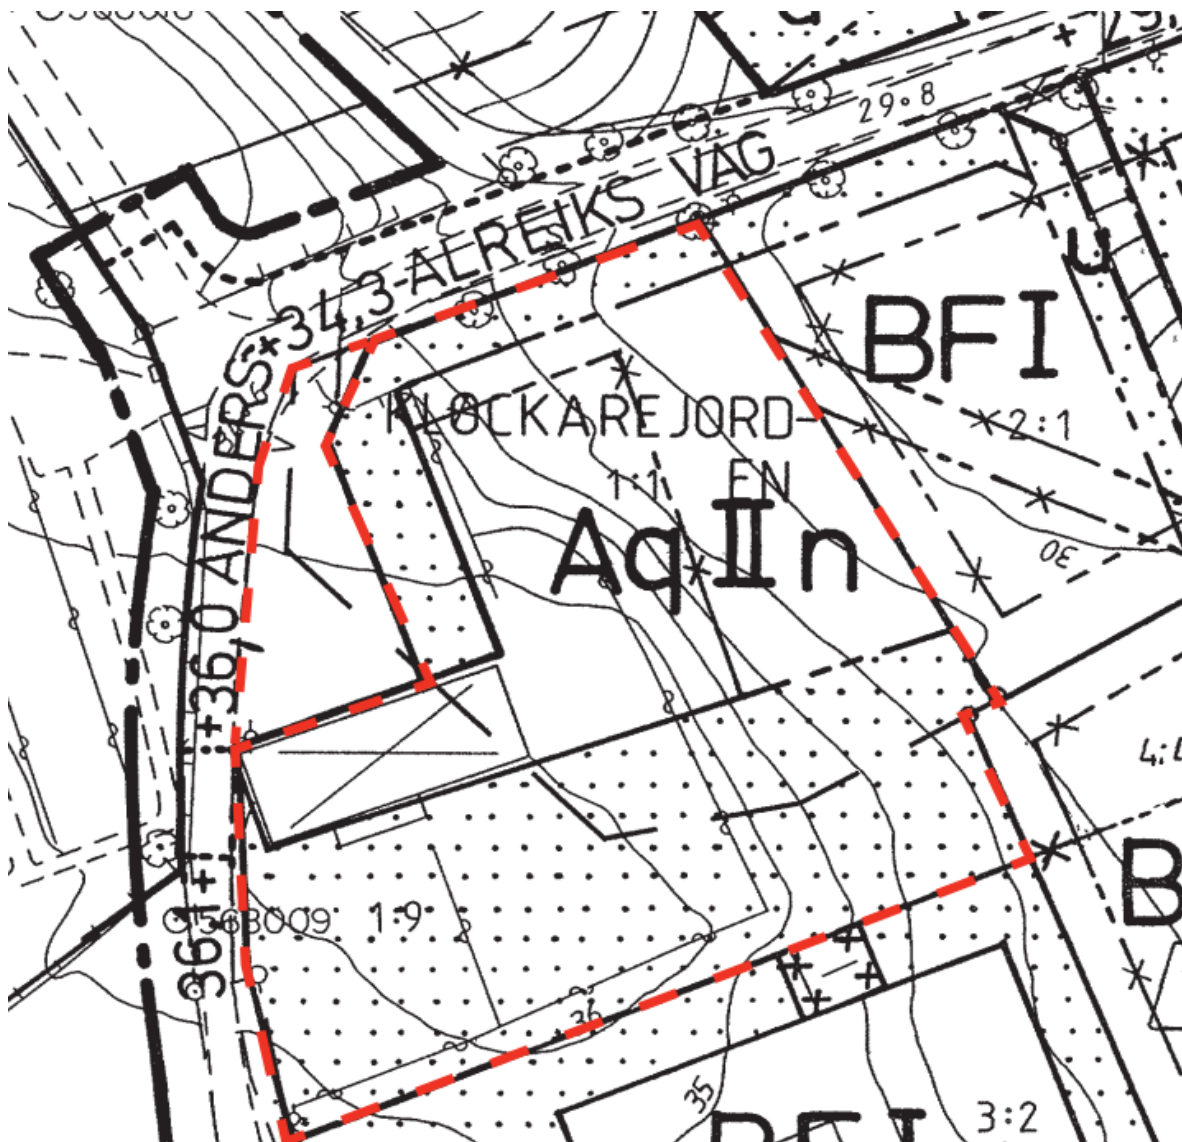 29.8
ALREIKS VÄG
+34,3
ANDERS
u
BFI
KLOCKAREJORD-
EN
2:1
1:1
AqIIn
30
+36,0
4:4
B
1:9
36,1+
36
35
3:2
BFI